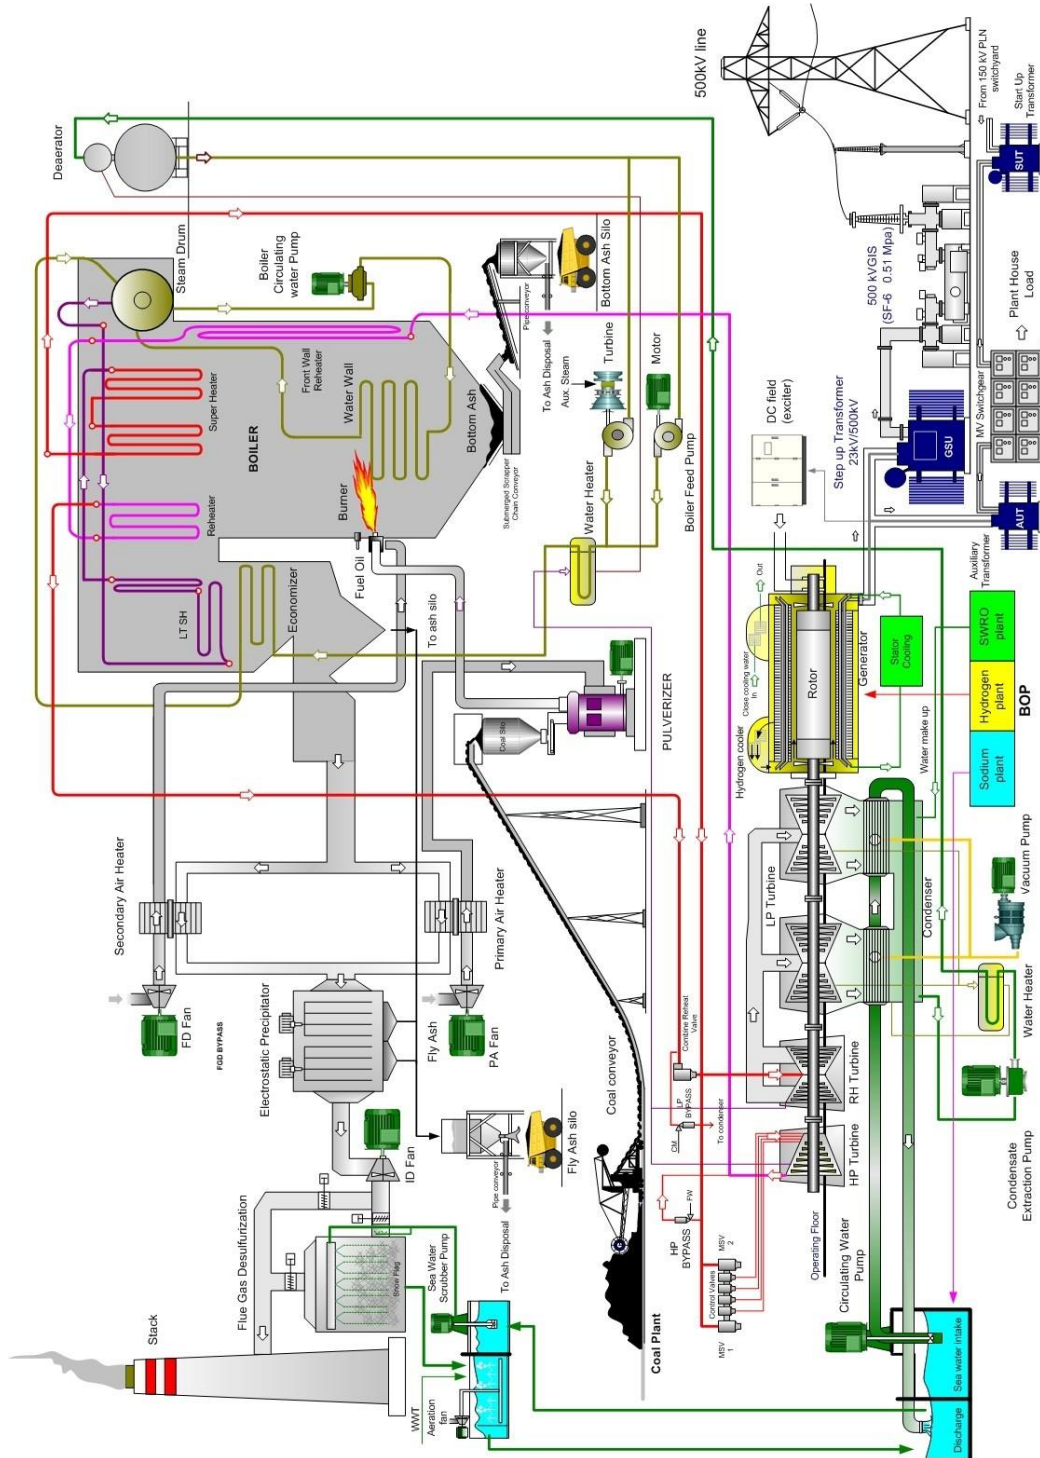 Stack
Flue Gas Desulfurization
Snow Flag
WWT
Aeration
fan
Sea Water
Scrubber Pump
To Ash Disposal
Pipe conveyor
Fly Ash silo
ID Fan
Electrostatic Precipitator
FGD BYPASS
Fly Ash
FD Fan
PA Fan
Secondary Air Heater
Primary Air Heater
To ash silo
Coal Plant
Coal conveyor
Coal Silo
PULVERIZER
LT SH
Economizer
Reheater
BOILER
Super Heater
Front Wall
Reheater
Water Wall
Burner
Fuel Oil
Bottom Ash
Submerged Scrapper
Chain Conveyor
Pipe conveyor
To Ash Disposal
Bottom Ash Silo
Steam Drum
Boiler
Circulating
water Pump
Deaerator
Aux. Steam
Turbine
Motor
Boiler Feed Pump
Water Heater
MSV
1
Control Valves
MSV
2
HP
BYPASS
FW
CM
LP
BYPASS
To condenser
Combine Reheat
Valve
Operating Floor
HP Turbine
RH Turbine
LP Turbine
Hydrogen cooler
Close cooling water
In
Out
Rotor
Generator
Stator
Cooling
DC field
(exciter)
Step up Transformer
23kV/500kV
GSU
500 kVGIS
(SF-6 0.51 Mpa)
500kV line
From 150 kV PLN
switchyard
Start Up
Transformer
SUT
Plant House
Load
MV Switchgear
AUT
Auxiliary
Transformer
Circulating Water
Pump
Discharge
Sea water intake
Condensate
Extraction Pump
Water Heater
Vacuum Pump
Condenser
Water make up
Sodium
plant
Hydrogen
plant
SWRO
plant
BOP